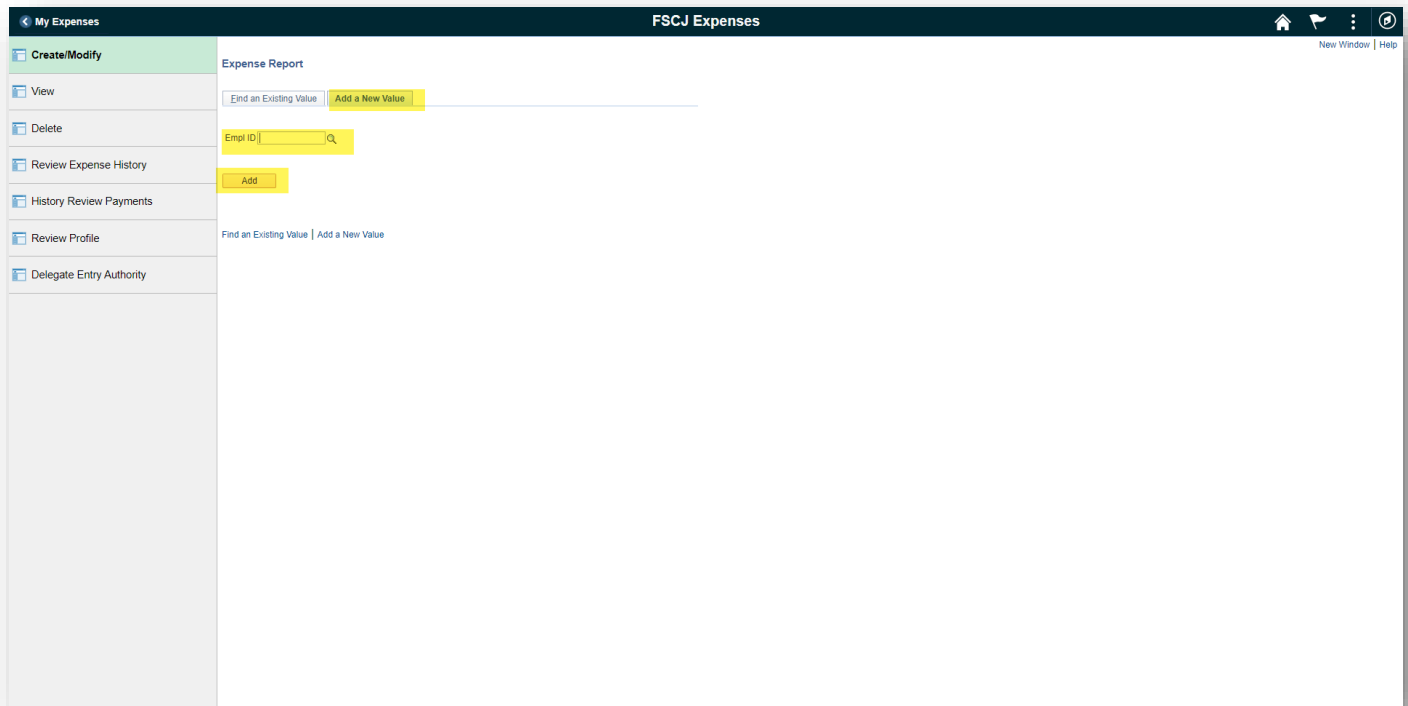 My Expenses
FSCJ Expenses
New Window | Help
Create/Modify
View
Delete
Review Expense History
History Review Payments
Review Profile
Delegate Entry Authority
Expense Report
Find an Existing Value
Add a New Value
Empl ID
Add
Find an Existing Value | Add a New Value